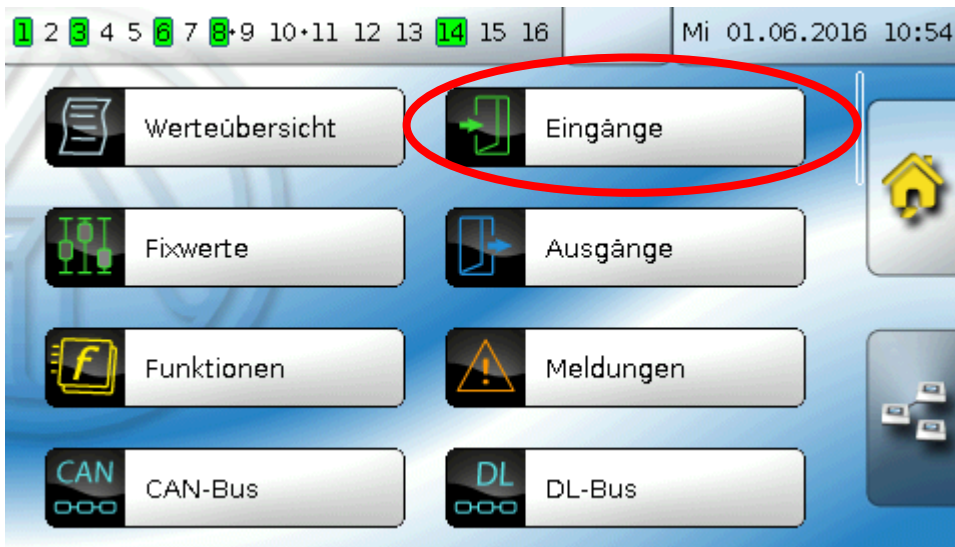 1 2 3 4 5 6 7 8·9 10·11 12 13 14 15 16 Mi 01.06.2016 10:54
Werteübersicht Eingänge
Fixwerte Ausgänge
f Funktionen Meldungen
CAN CAN-Bus DL DL-Bus